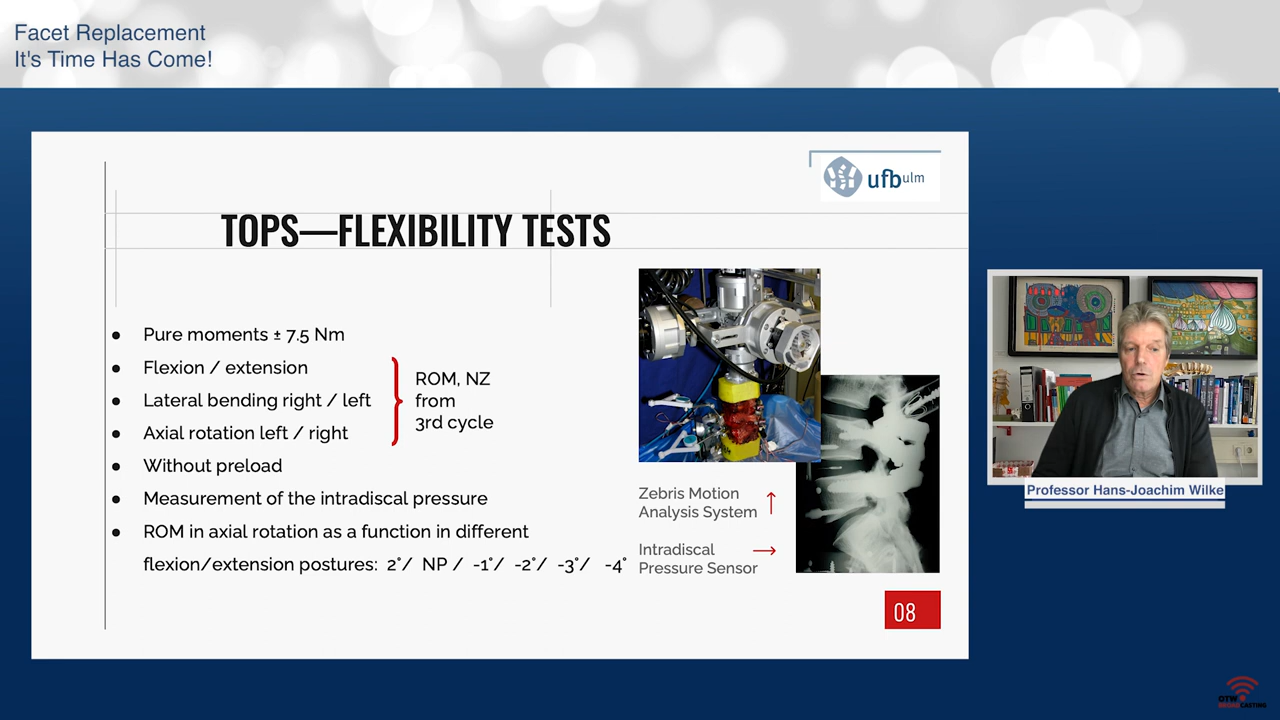 Facet Replacement
It's Time Has Come!
ufbulm
TOPS—FLEXIBILITY TESTS
• Pure moments ± 7.5 Nm
• Flexion / extension
• Lateral bending right / left
• Axial rotation left / right
ROM, NZ
from
3rd cycle
• Without preload
• Measurement of the intradiscal pressure
• ROM in axial rotation as a function in different
flexion/extension postures: 2°/ NP / -1°/ -2°/ -3°/ -4°
Zebris Motion
Analysis System ↑
Intradiscal →
Pressure Sensor
08
Professor Hans-Joachim Wilke
OTW
BROADCASTING